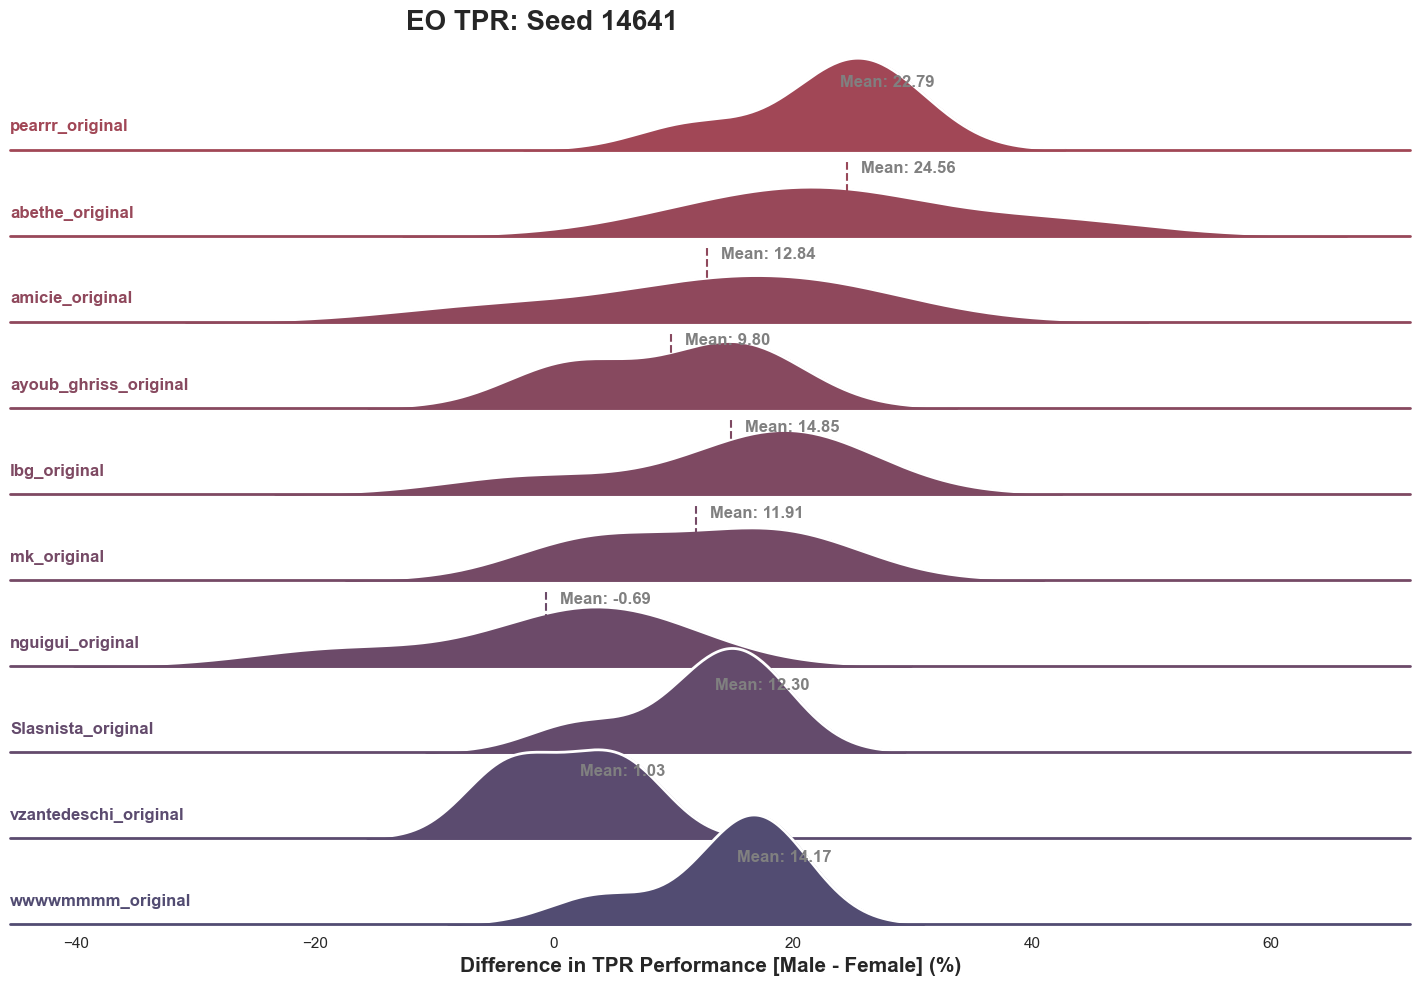 EO TPR: Seed 14641
Mean: 22.79
pearrr_original
Mean: 24.56
abethe_original
Mean: 12.84
amicie_original
Mean: 9.80
ayoub_ghriss_original
Mean: 14.85
lbg_original
Mean: 11.91
mk_original
Mean: -0.69
nguigui_original
Mean: 12.30
Slasnista_original
Mean: 1.03
vzantedeschi_original
Mean: 14.17
wwwwmmmm_original
−40 −20 0 20 40 60
Difference in TPR Performance [Male - Female] (%)